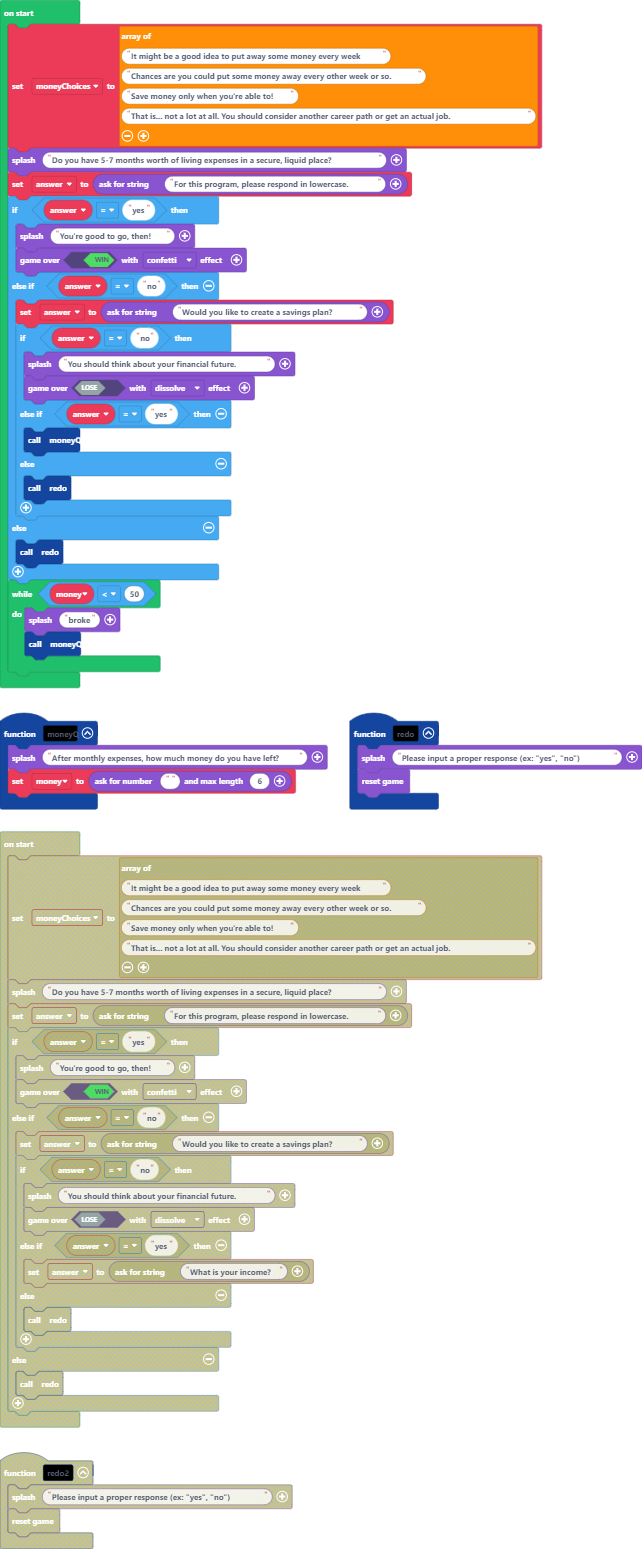 on start
array of
"It might be a good idea to put away some money every week"
"Chances are you could put some money away every other week or so."
set moneyChoices to
"Save money only when you're able to!"
"That is... not a lot at all. You should consider another career path or get an actual job."
splash "Do you have 5-7 months worth of living expenses in a secure, liquid place?"
set answer to ask for string "For this program, please respond in lowercase."
if answer = "yes" then
splash "You're good to go, then!"
game over WIN with confetti effect
else if answer = "no" then
set answer to ask for string "Would you like to create a savings plan?"
if answer = "no" then
splash "You should think about your financial future."
game over LOSE with dissolve effect
else if answer = "yes" then
call moneyQ
else
call redo
else
call redo
while money < 50
do splash "broke"
call moneyQ
function moneyQ
splash "After monthly expenses, how much money do you have left?"
set money to ask for number "" and max length 6
function redo
splash "Please input a proper response (ex: "yes", "no")
reset game
on start
array of
"It might be a good idea to put away some money every week"
"Chances are you could put some money away every other week or so."
set moneyChoices to
"Save money only when you're able to!"
"That is... not a lot at all. You should consider another career path or get an actual job."
splash "Do you have 5-7 months worth of living expenses in a secure, liquid place?"
set answer to ask for string "For this program, please respond in lowercase."
if answer = "yes" then
splash "You're good to go, then!"
game over WIN with confetti effect
else if answer = "no" then
set answer to ask for string "Would you like to create a savings plan?"
if answer = "no" then
splash "You should think about your financial future."
game over LOSE with dissolve effect
else if answer = "yes" then
set answer to ask for string "What is your income?"
else
call redo
else
call redo
function redo2
splash "Please input a proper response (ex: "yes", "no")"
reset game